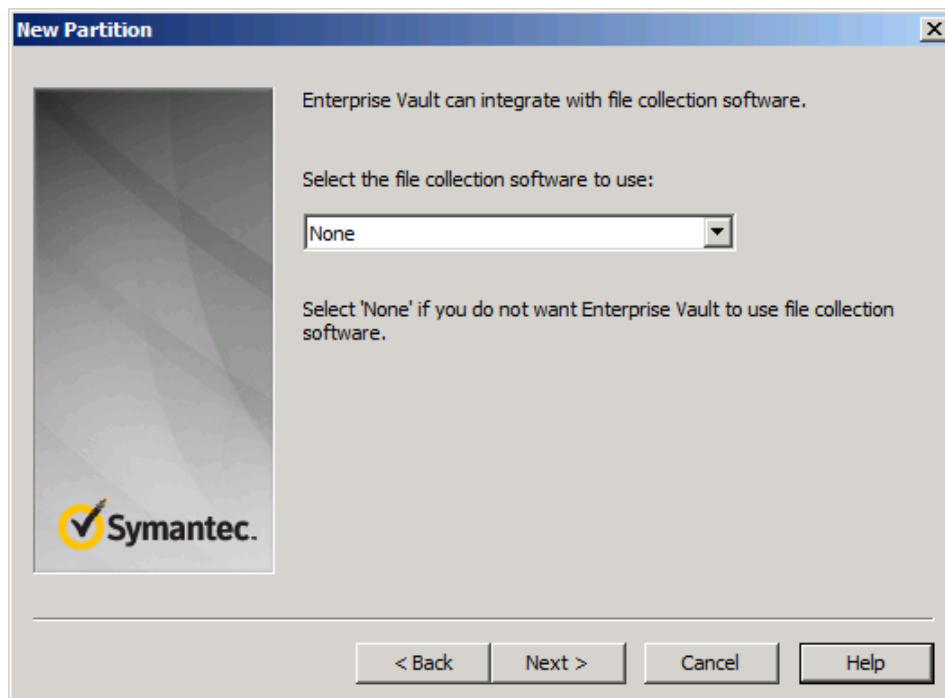 New Partition
Enterprise Vault can integrate with file collection software.
Select the file collection software to use:
None
Select 'None' if you do not want Enterprise Vault to use file collection
software.
Symantec.
< Back
Next >
Cancel
Help